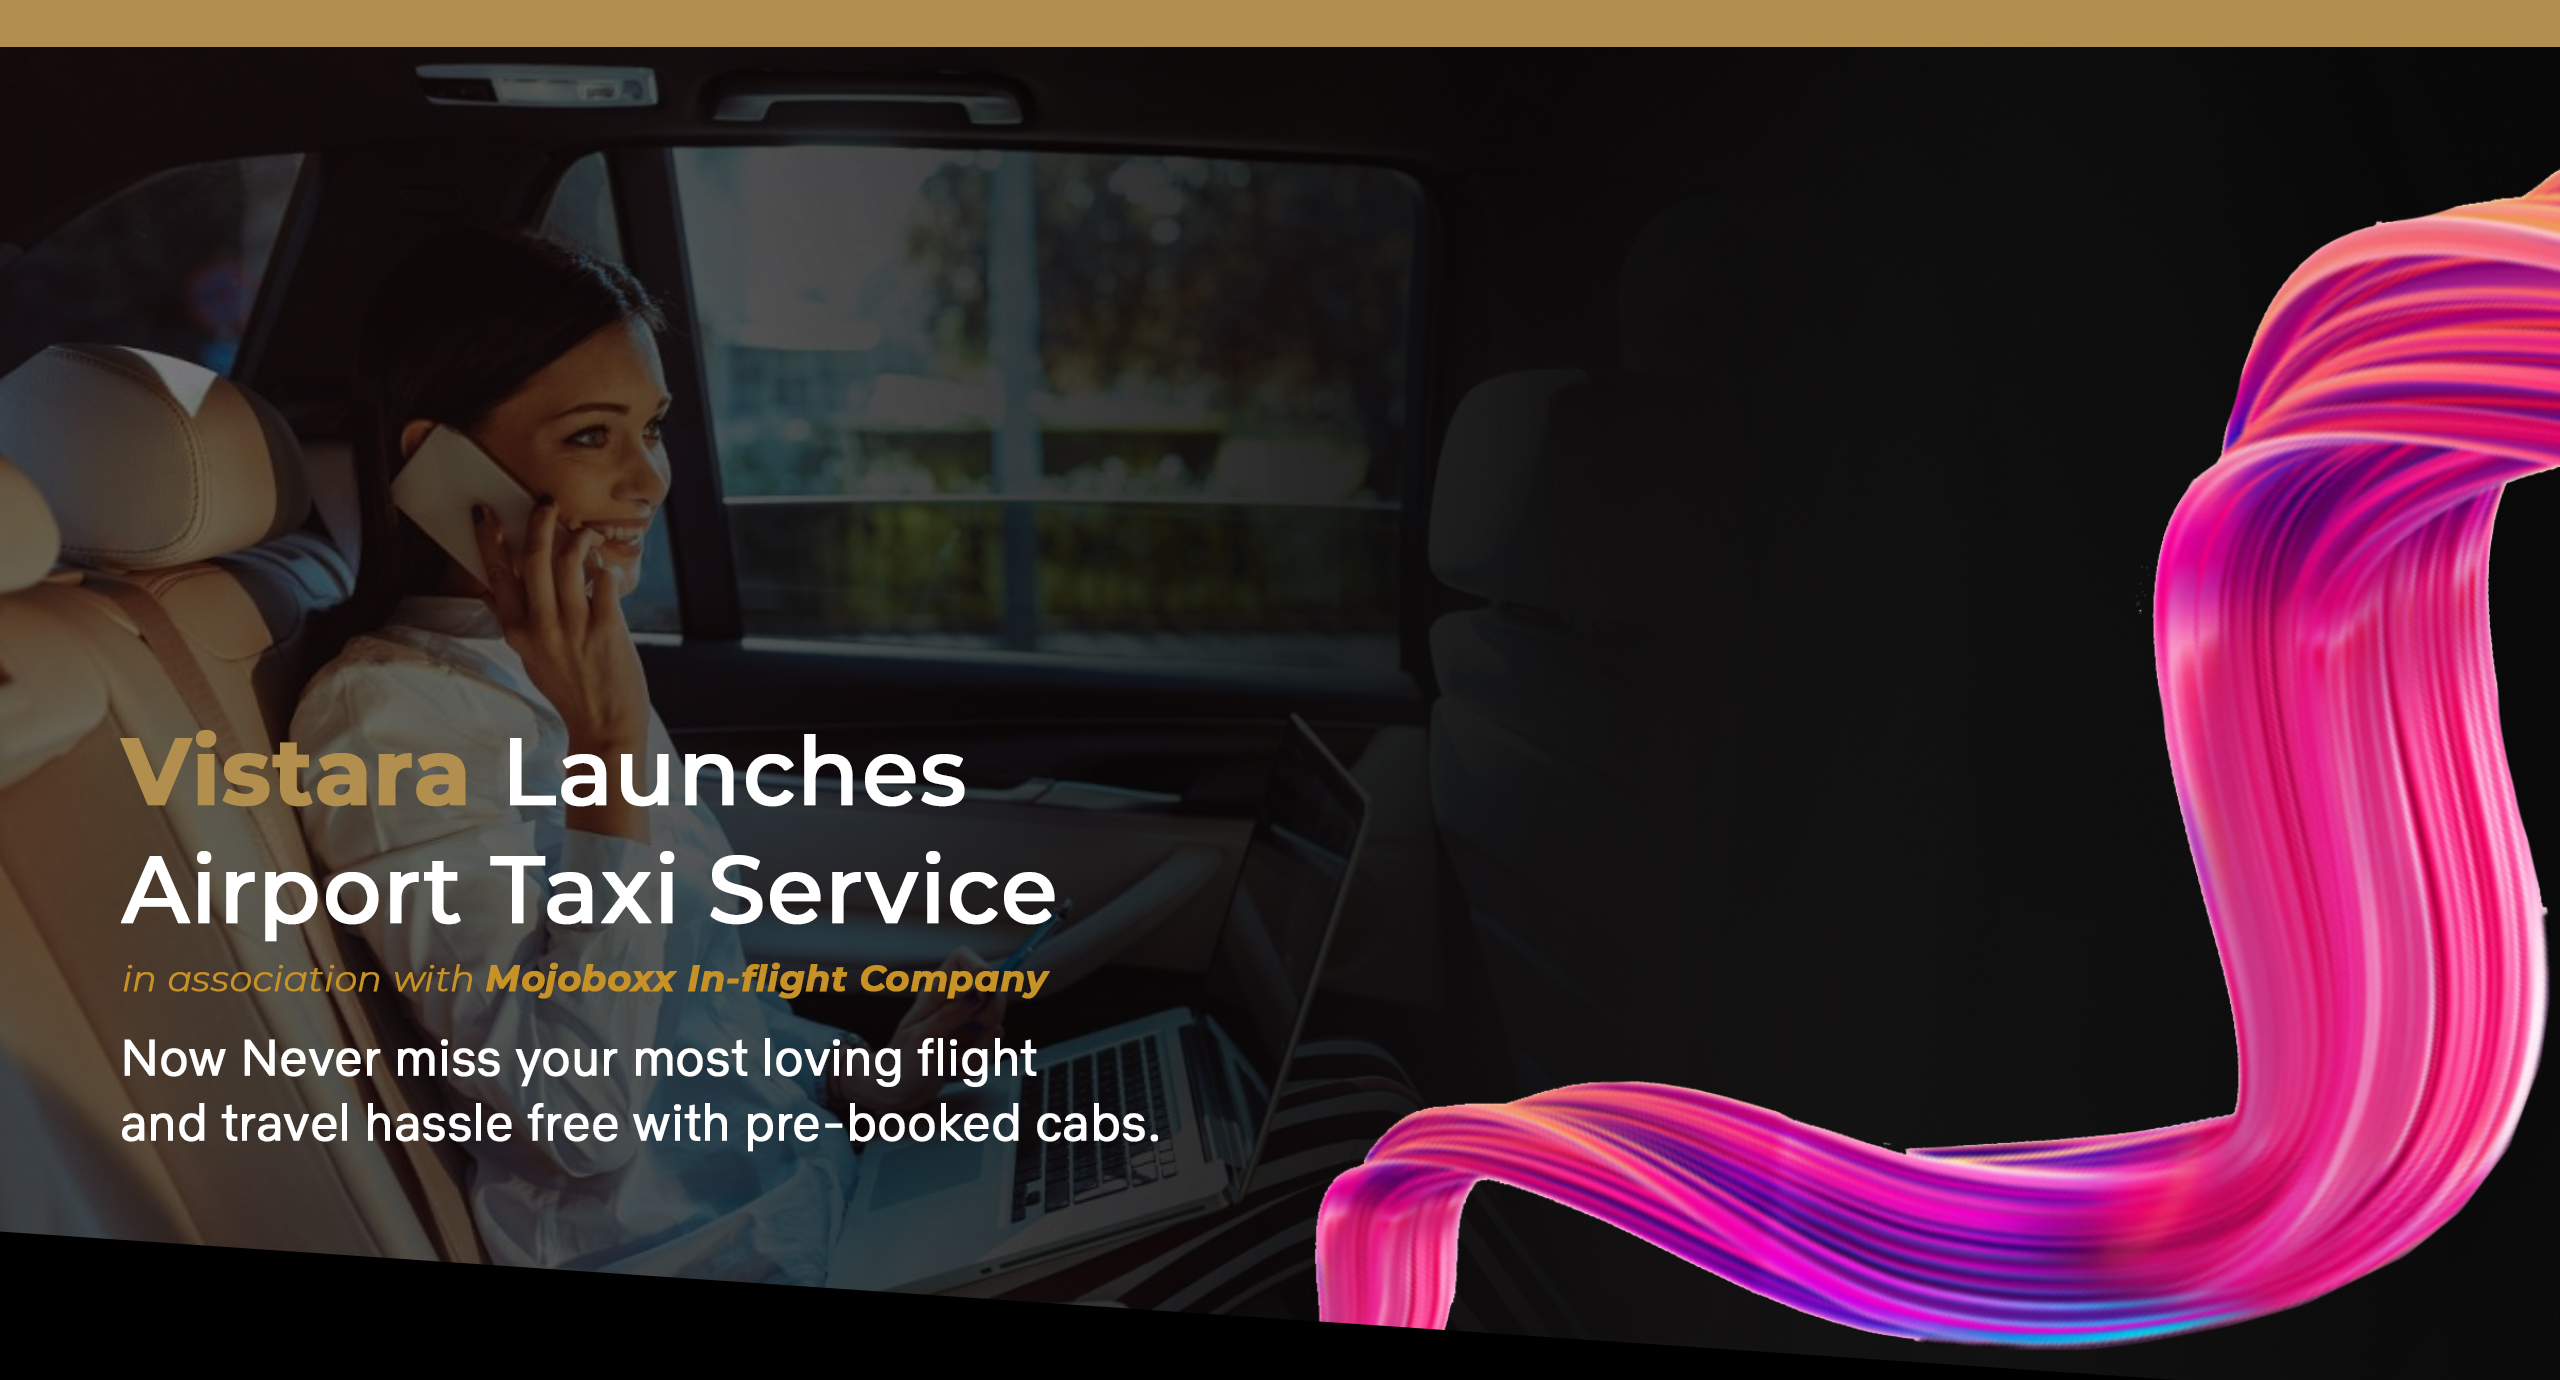 Vistara Launches
Airport Taxi Service
in association with Mojoboxx In-flight Company
Now Never miss your most loving flight
and travel hassle free with pre-booked cabs.